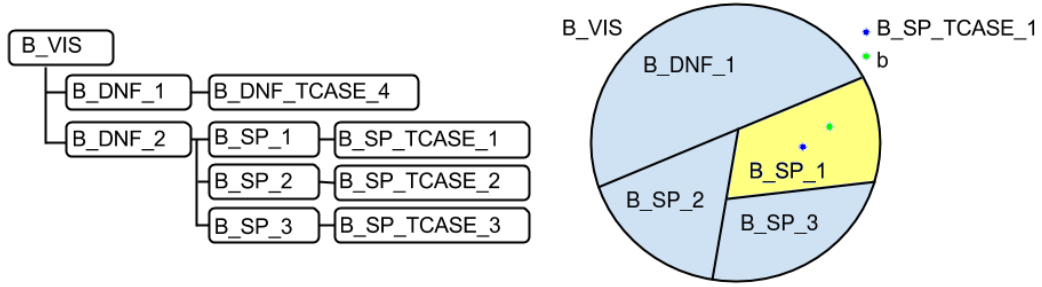 B_VIS
B_DNF_1
B_DNF_TCASE_4
B_DNF_2
B_SP_1
B_SP_TCASE_1
B_SP_2
B_SP_TCASE_2
B_SP_3
B_SP_TCASE_3
B_VIS
B_DNF_1
B_SP_1
B_SP_2
B_SP_3
B_SP_TCASE_1
b